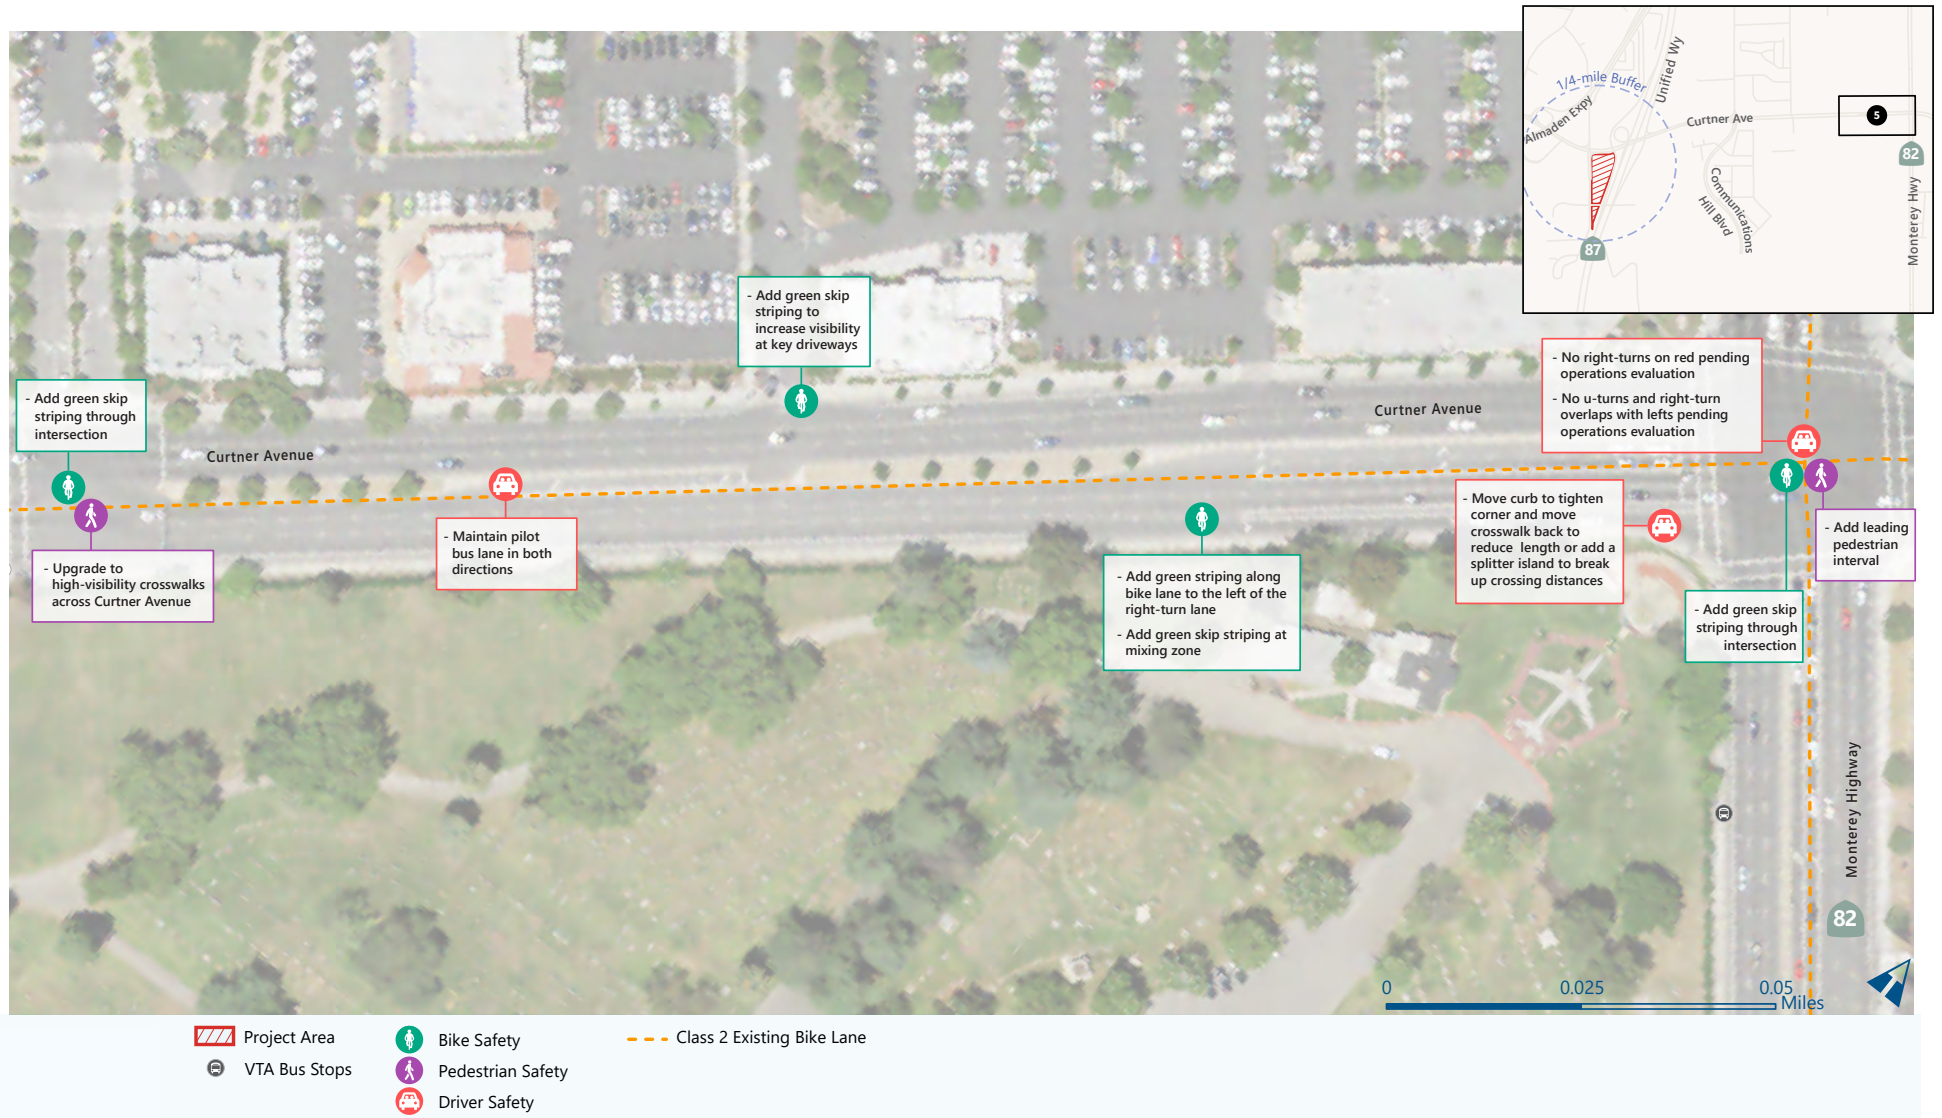 1/4-mile Buffer
Unified Wy
Almaden Expy
Curtner Ave
5
82
Communications
Hill Blvd
Monterey Hwy
87
- Add green skip
striping to
increase visibility
at key driveways
- No right-turns on red pending
operations evaluation
- No u-turns and right-turn
overlaps with lefts pending
operations evaluation
- Add green skip
striping through
intersection
Curtner Avenue
Curtner Avenue
- Maintain pilot
bus lane in both
directions
- Move curb to tighten
corner and move
crosswalk back to
reduce length or add a
splitter island to break
up crossing distances
- Add leading
pedestrian
interval
- Upgrade to
high-visibility crosswalks
across Curtner Avenue
- Add green striping along
bike lane to the left of the
right-turn lane
- Add green skip striping at
mixing zone
- Add green skip
striping through
intersection
Monterey Highway
82
0 0.025 0.05
Miles
Project Area
VTA Bus Stops
Bike Safety
Pedestrian Safety
Driver Safety
Class 2 Existing Bike Lane